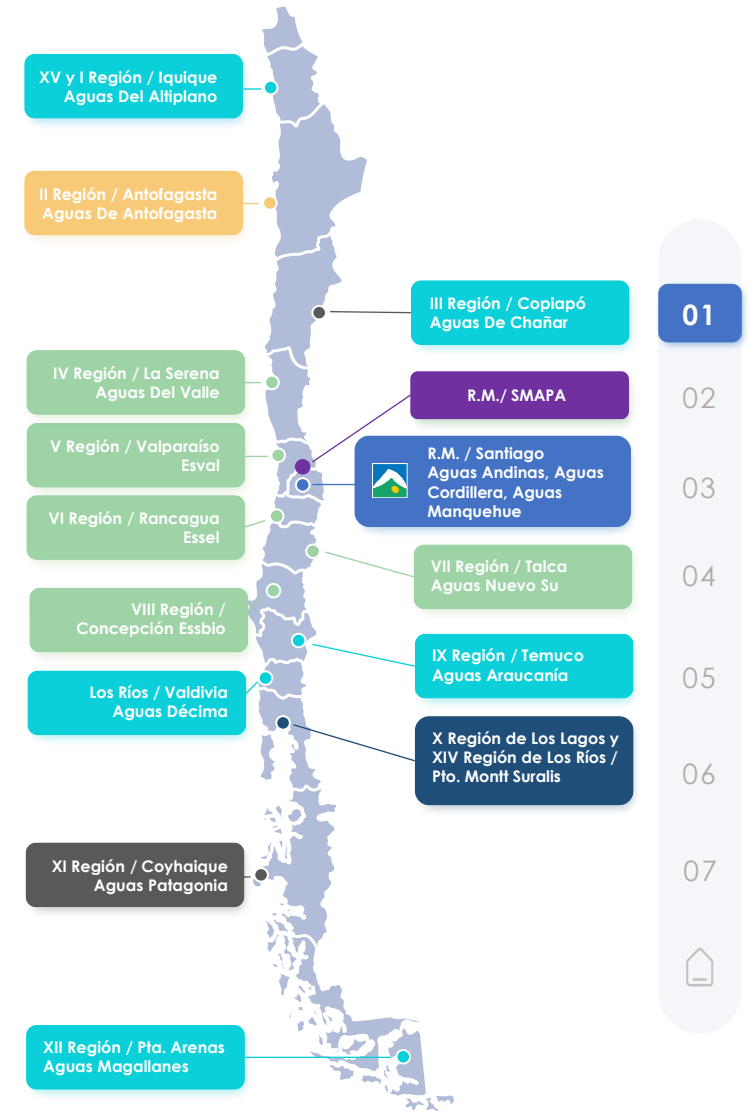 XV y I Región / Iquique
Aguas Del Altiplano
II Región / Antofagasta
Aguas De Antofagasta
III Región / Copiapó
Aguas De Chañar
IV Región / La Serena
Aguas Del Valle
R.M./ SMAPA
V Región / Valparaíso
Esval
R.M. / Santiago
Aguas Andinas, Aguas
Cordillera, Aguas
Manquehue
VI Región / Rancagua
Essel
VII Región / Talca
Aguas Nuevo Su
VIII Región /
Concepción Essbio
IX Región / Temuco
Aguas Araucanía
Los Ríos / Valdivia
Aguas Décima
X Región de Los Lagos y
XIV Región de Los Ríos /
Pto. Montt Suralis
XI Región / Coyhaique
Aguas Patagonia
XII Región / Pta. Arenas
Aguas Magallanes
01
02
03
04
05
06
07